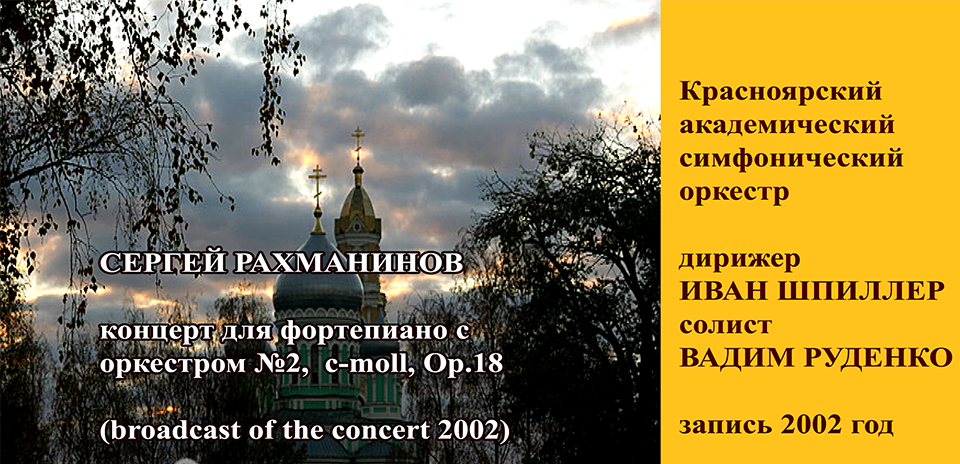 СЕРГЕЙ РАХМАНИНОВ
концерт для фортепиано с
оркестром №2, c-moll, Op.18
(broadcast of the concert 2002)
Красноярский
академический
симфонический
оркестр
дирижер
ИВАН ШПИЛЛЕР
солист
ВАДИМ РУДЕНКО
запись 2002 год